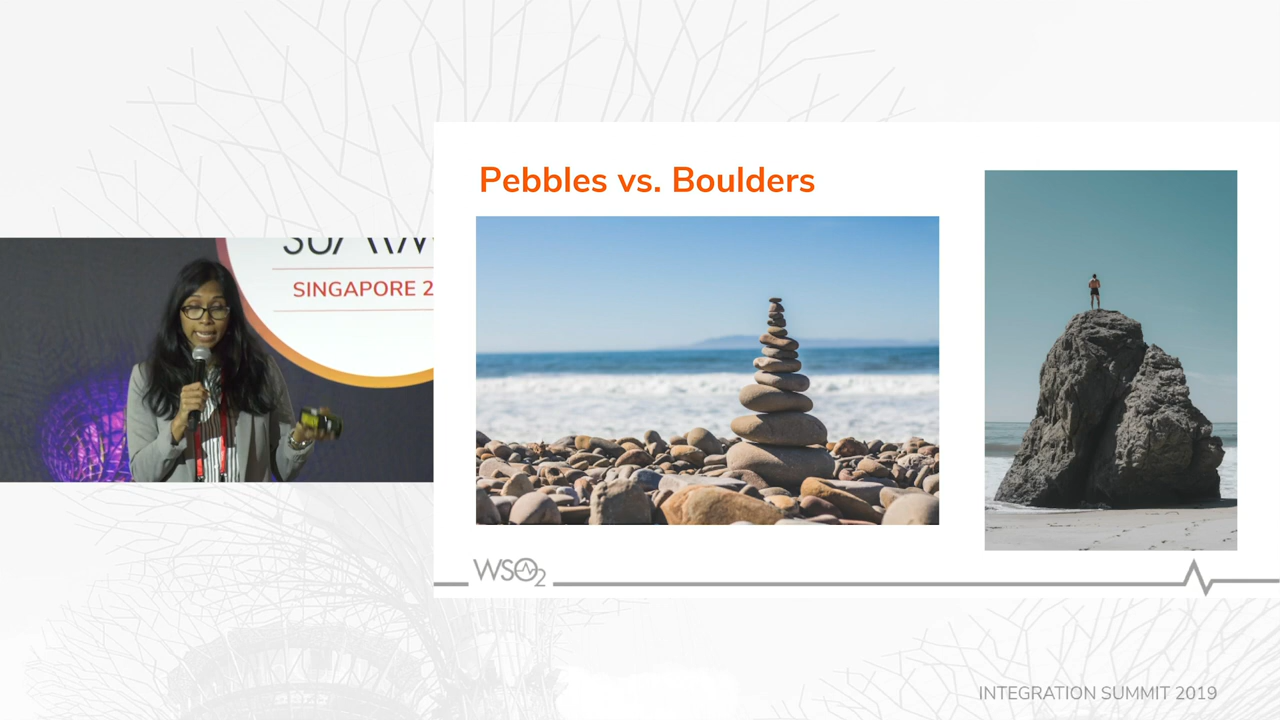 Pebbles vs. Boulders
SINGAPORE 2
WSO2
INTEGRATION SUMMIT 2019